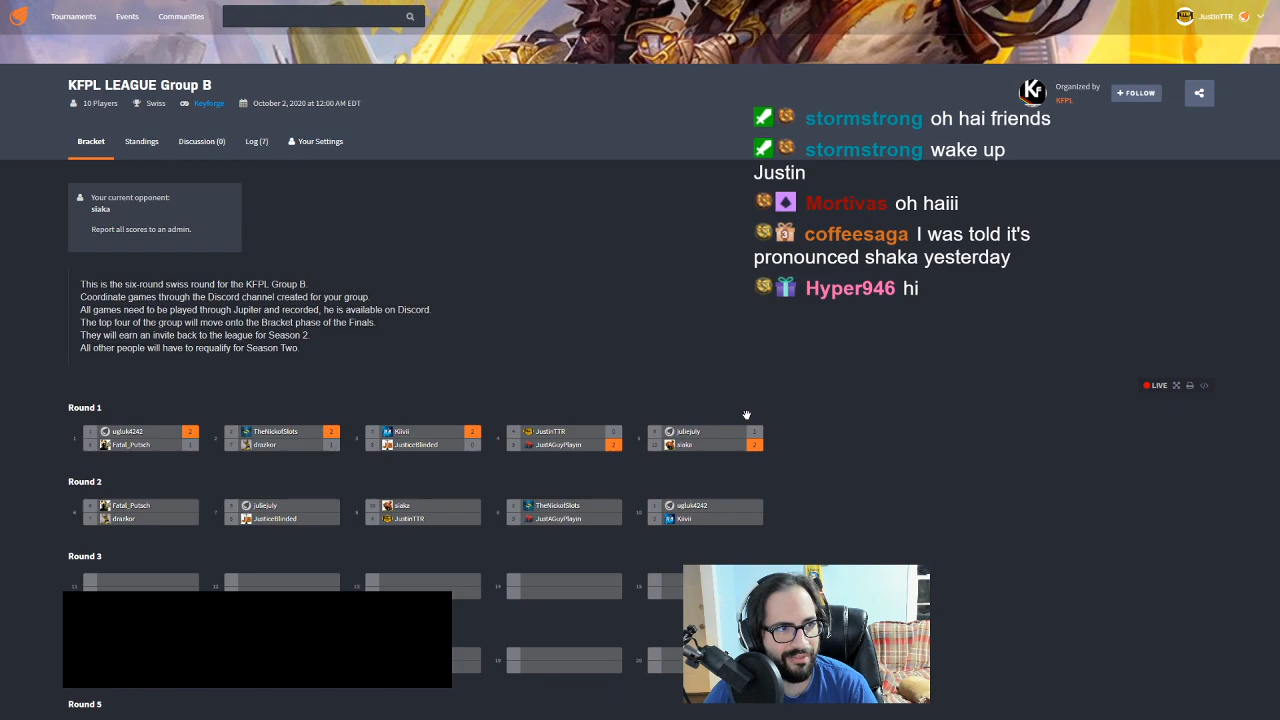 Tournaments Events Communities JustinTTR
KFPL LEAGUE Group B
10 Players Swiss Keyforge October 2, 2020 at 12:00 AM EDT
Organized by
KFPL
+ FOLLOW
Bracket Standings Discussion (0) Log (7) Your Settings
stormstrong oh hai friends
stormstrong wake up
Justin
Mortivas oh haiii
coffeesaga I was told it's
pronounced shaka yesterday
Hyper946 hi
Your current opponent:
siaka
Report all scores to an admin.
This is the six-round swiss round for the KFPL Group B.
Coordinate games through the Discord channel created for your group.
All games need to be played through Jupiter and recorded, he is available on Discord.
The top four of the group will move onto the Bracket phase of the Finals.
They will earn an invite back to the league for Season 2.
All other people will have to requalify for Season Two.
LIVE
Round 1
ugluk4242 2 TheNickofSlots 2 Kiivii 2 JustinTTR 0 juliejuly 1
Fatal_Putsch 1 drazkor 1 JusticeBlinded 0 JustAGuyPlayin 2 siaka 2
Round 2
Fatal_Putsch juliejuly siaka TheNickofSlots ugluk4242
drazkor JusticeBlinded JustinTTR JustAGuyPlayin Kiivii
Round 3
11 12 13 14 15
19 20
Round 5